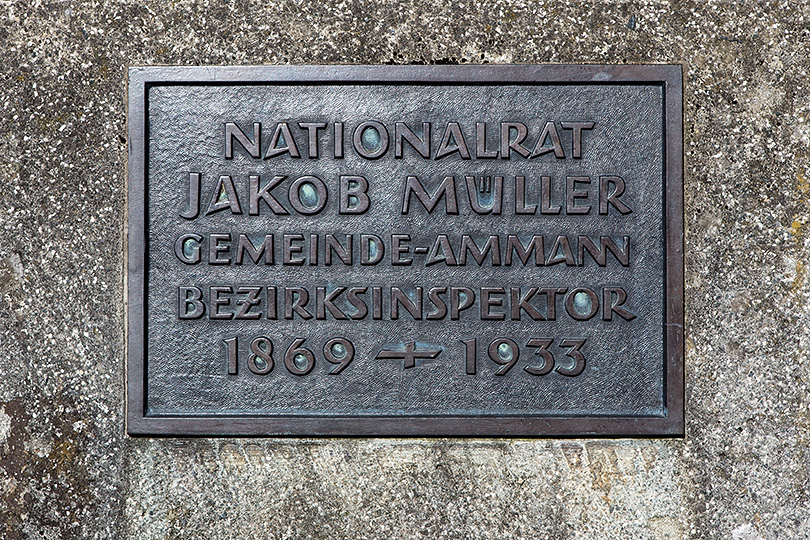 NATIONALRAT
JAKOB MÜLLER
GEMEINDE-AMMANN
BEZIRKSINSPEKTOR
1869 + 1933